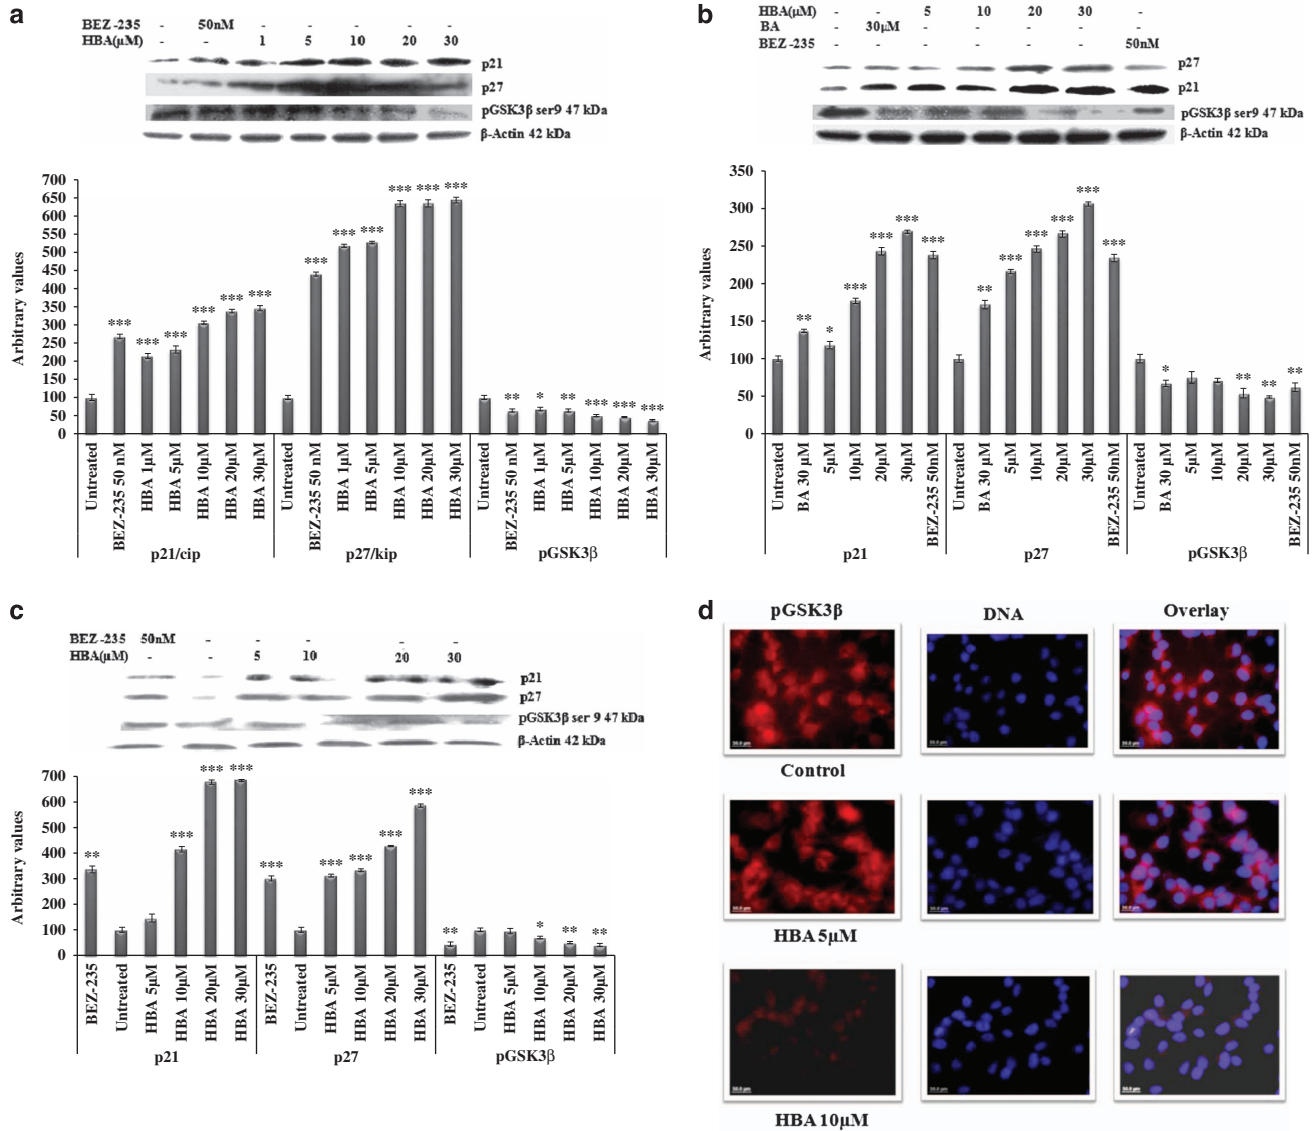 a
BEZ-235 - 50nM - - - - -
HBA(μM) - - 1 5 10 20 30
p21
p27
pGSK3β ser9 47 kDa
β-Actin 42 kDa
700
650
600
550
500
450
400
350
300
250
200
150
100
50
0
Arbitrary values
*** *** *** *** *** ***
*** *** *** *** *** ***
** * ** *** *** ***
Untreated
BEZ-235 50 nM
HBA 1μM
HBA 5μM
HBA 10μM
HBA 20μM
HBA 30μM
Untreated
BEZ-235 50 nM
HBA 1μM
HBA 5μM
HBA 10μM
HBA 20μM
HBA 30μM
Untreated
BEZ-235 50 nM
HBA 1μM
HBA 5μM
HBA 10μM
HBA 20μM
HBA 30μM
p21/cip p27/kip pGSK3β
b
HBA(μM) - - 5 10 20 30 -
BA - 30μM - - - - -
BEZ-235 - - - - - - 50nM
p27
p21
pGSK3β ser9 47 kDa
β-Actin 42 kDa
350
300
250
200
150
100
50
0
Arbitrary values
** * *** *** *** ***
** *** *** *** *** ***
* ** ** **
Untreated
BA 30 μM
5μM
10μM
20μM
30μM
BEZ-235 50nM
Untreated
BA 30 μM
5μM
10μM
20μM
30μM
BEZ-235 50nM
Untreated
BA 30 μM
5μM
10μM
20μM
30μM
BEZ-235 50nM
p21 p27 pGSK3β
c
BEZ-235 50nM - - - - -
HBA(μM) - - 5 10 20 30
p21
p27
pGSK3β ser 9 47 kDa
β-Actin 42 kDa
700
600
500
400
300
200
100
0
Arbitrary values
** *** *** ***
*** *** *** *** ***
** * ** **
BEZ-235
Untreated
HBA 5μM
HBA 10μM
HBA 20μM
HBA 30μM
BEZ-235
Untreated
HBA 5μM
HBA 10μM
HBA 20μM
HBA 30μM
BEZ-235
Untreated
HBA 5μM
HBA 10μM
HBA 20μM
HBA 30μM
p21 p27 pGSK3β
d
pGSK3β DNA Overlay
Control
HBA 5μM
HBA 10μM